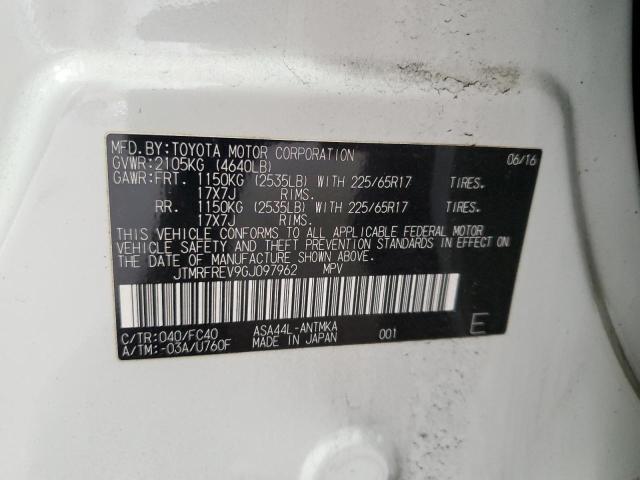 MFD.BY:TOYOTA MOTOR CORPORATION 06/16
GVWR:2105KG (4640LB)
GAWR:FRT. 1150KG (2535LB) WITH 225/65R17 TIRES.
17X7J RIMS.
RR. 1150KG (2535LB) WITH 225/65R17 TIRES.
17X7J RIMS.
THIS VEHICLE CONFORMS TO ALL APPLICABLE FEDERAL MOTOR
VEHICLE SAFETY AND THEFT PREVENTION STANDARDS IN EFFECT ON
THE DATE OF MANUFACTURE SHOWN ABOVE.
JTMRFREV9GJ097962 MPV
C/TR:040/FC40 ASA44L-ANTMKA
A/TM:-03A/U760F MADE IN JAPAN 001 E